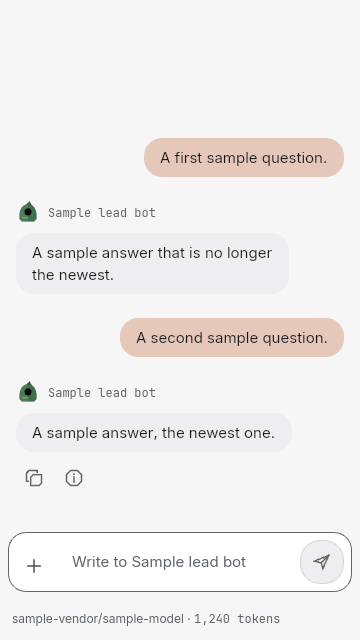 A first sample question.
Sample lead bot
A sample answer that is no longer
the newest.
A second sample question.
Sample lead bot
A sample answer, the newest one.
Write to Sample lead bot
sample-vendor/sample-model · 1,240 tokens